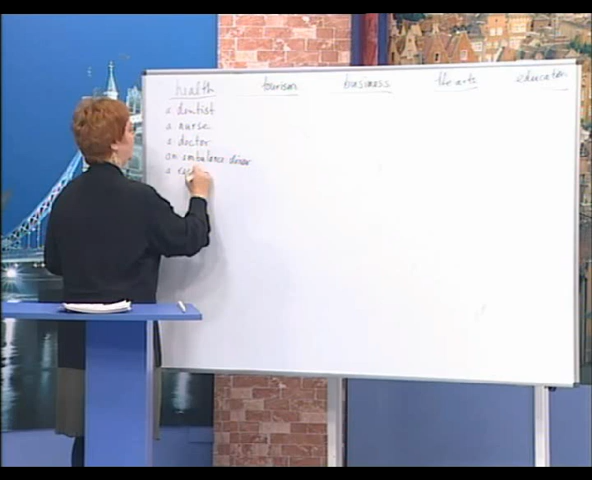 health tourism business the arts education
a dentist
a nurse
a doctor
an ambulance driver
a